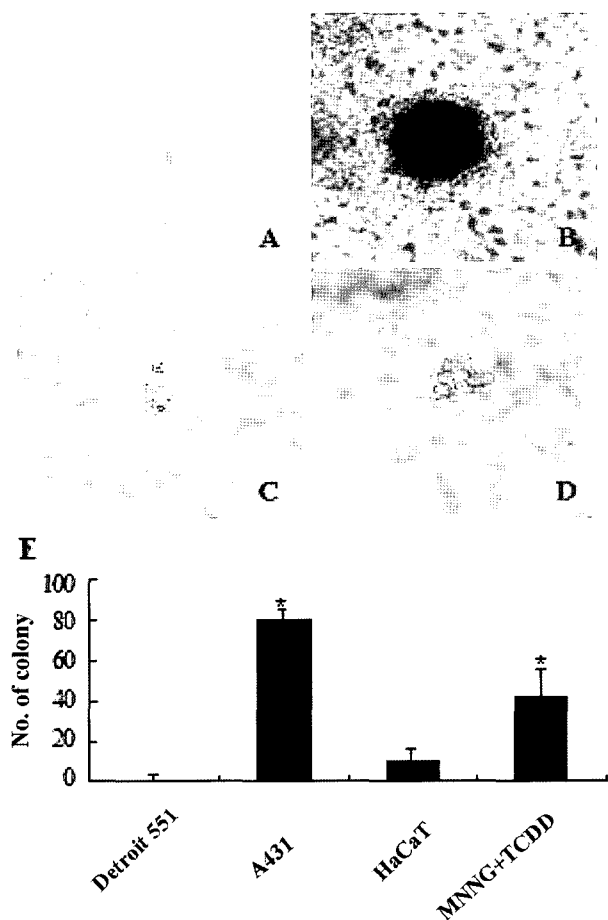 A
B
C
D
E
No. of colony
100
80
60
40
20
0
*
*
Detroit 551
A431
HaCaT
MNNG+TCDD